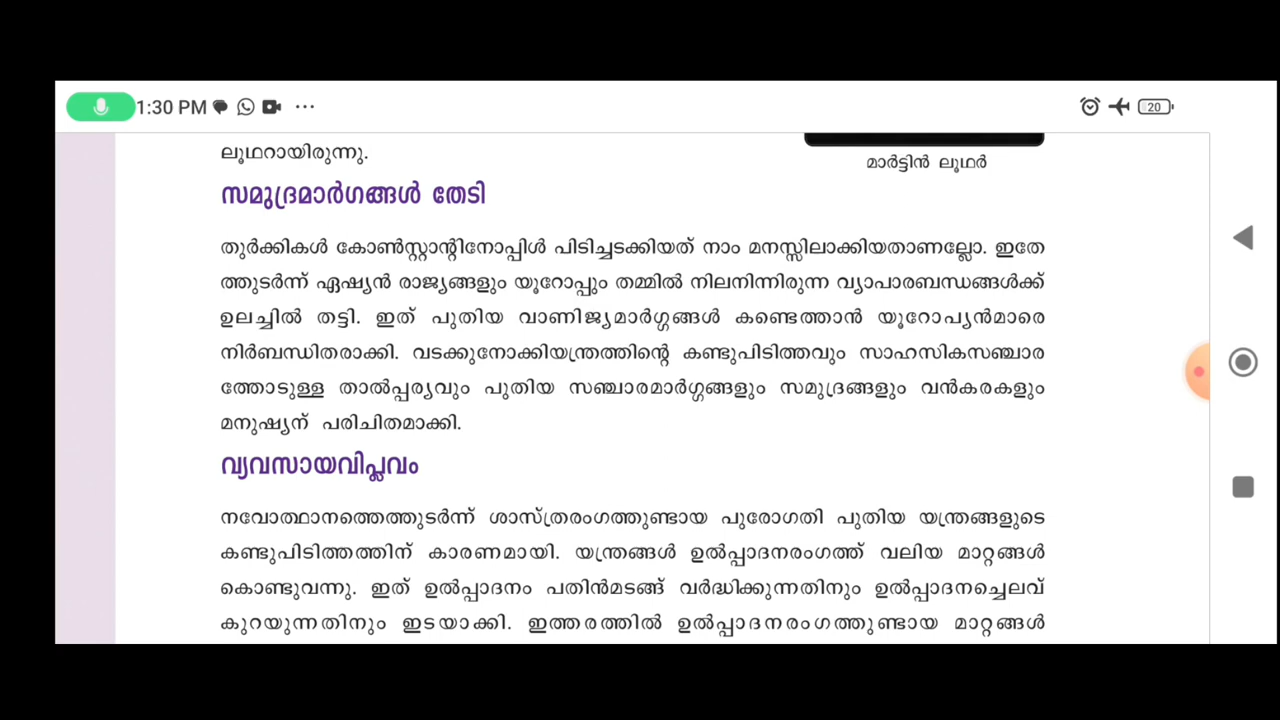 1:30 PM
20
ലൂഥറായിരുന്നു.
മാർട്ടിൻ ലൂഥർ
സമുദ്രമാർഗങ്ങൾ തേടി
തുർക്കികൾ കോൺസ്റ്റാന്റിനോപ്പിൾ പിടിച്ചടക്കിയത് നാം മനസ്സിലാക്കിയതാണല്ലോ. ഇതേ
ത്തുടർന്ന് ഏഷ്യൻ രാജ്യങ്ങളും യൂറോപ്പും തമ്മിൽ നിലനിന്നിരുന്ന വ്യാപാരബന്ധങ്ങൾക്ക്
ഉലച്ചിൽ തട്ടി. ഇത് പുതിയ വാണിജ്യമാർഗ്ഗങ്ങൾ കണ്ടെത്താൻ യൂറോപ്യൻമാരെ
നിർബന്ധിതരാക്കി. വടക്കുനോക്കിയന്ത്രത്തിന്റെ കണ്ടുപിടിത്തവും സാഹസികസഞ്ചാര
ത്തോടുള്ള താൽപ്പര്യവും പുതിയ സഞ്ചാരമാർഗ്ഗങ്ങളും സമുദ്രങ്ങളും വൻകരകളും
മനുഷ്യന് പരിചിതമാക്കി.
വ്യവസായവിപ്ലവം
നവോത്ഥാനത്തെത്തുടർന്ന് ശാസ്ത്രരംഗത്തുണ്ടായ പുരോഗതി പുതിയ യന്ത്രങ്ങളുടെ
കണ്ടുപിടിത്തത്തിന് കാരണമായി. യന്ത്രങ്ങൾ ഉൽപ്പാദനരംഗത്ത് വലിയ മാറ്റങ്ങൾ
കൊണ്ടുവന്നു. ഇത് ഉൽപ്പാദനം പതിൻമടങ്ങ് വർദ്ധിക്കുന്നതിനും ഉൽപ്പാദനച്ചെലവ്
കുറയുന്നതിനും ഇടയാക്കി. ഇത്തരത്തിൽ ഉൽപ്പാദനരംഗത്തുണ്ടായ മാറ്റങ്ങൾ